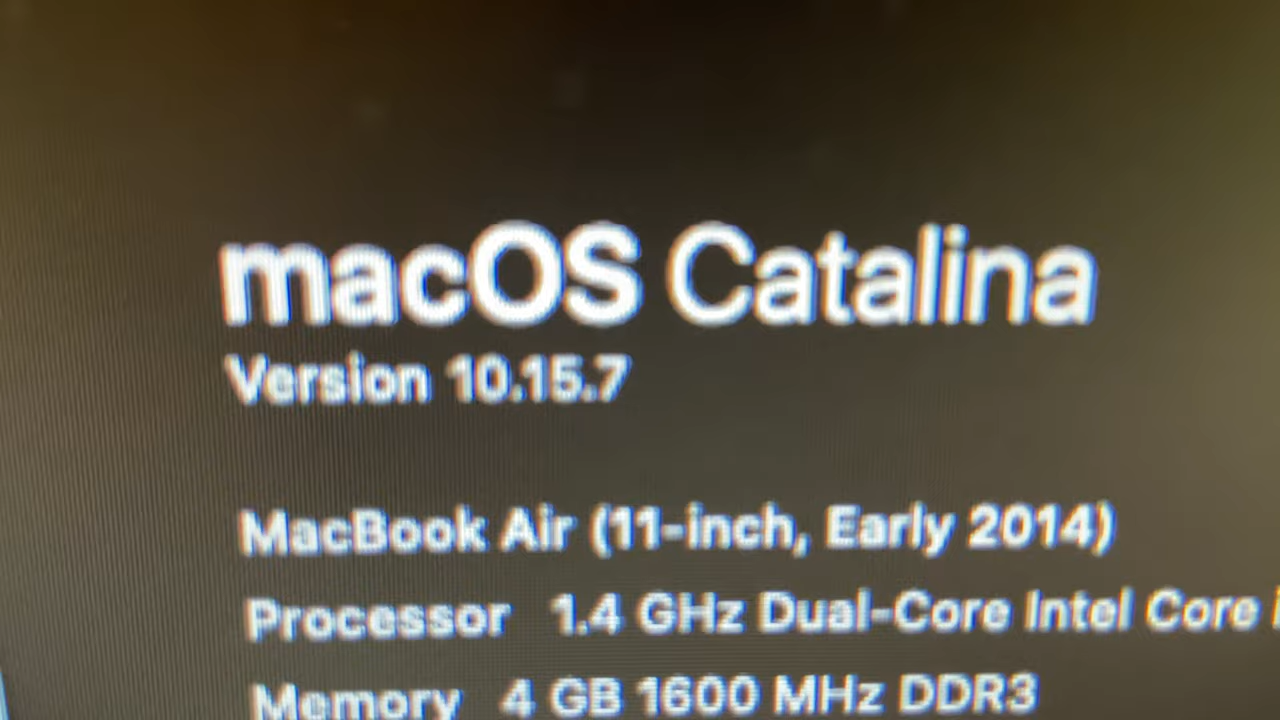 macOS Catalina
Version 10.15.7
MacBook Air (11-inch, Early 2014)
Processor 1.4 GHz Dual-Core Intel Core
Memory 4 GB 1600 MHz DDR3